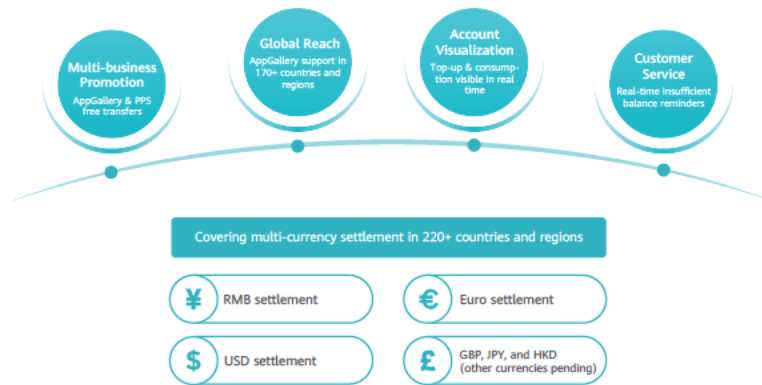 Multi-business
Promotion
AppGallery & PPS
free transfers
Global Reach
AppGallery support in
170+ countries and
regions
Account
Visualization
Top-up & consump-
tion visible in real
time
Customer
Service
Real-time insufficient
balance reminders
Covering multi-currency settlement in 220+ countries and regions
¥ RMB settlement
€ Euro settlement
$ USD settlement
£ GBP, JPY, and HKD
(other currencies pending)